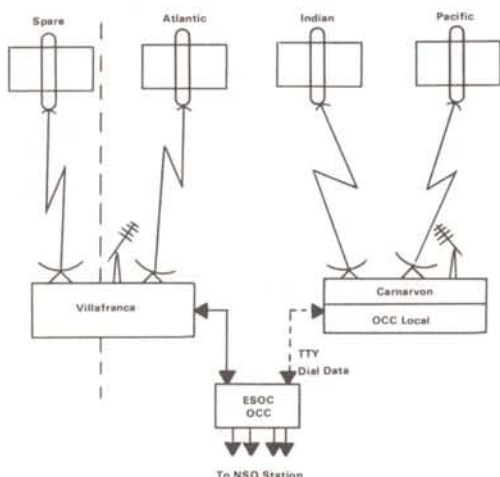 Spare
Atlantic
Indian
Pacific
Villafranca
Carnarvon
OCC Local
TTY
Dial Data
ESOC
OCC
To NSO Station